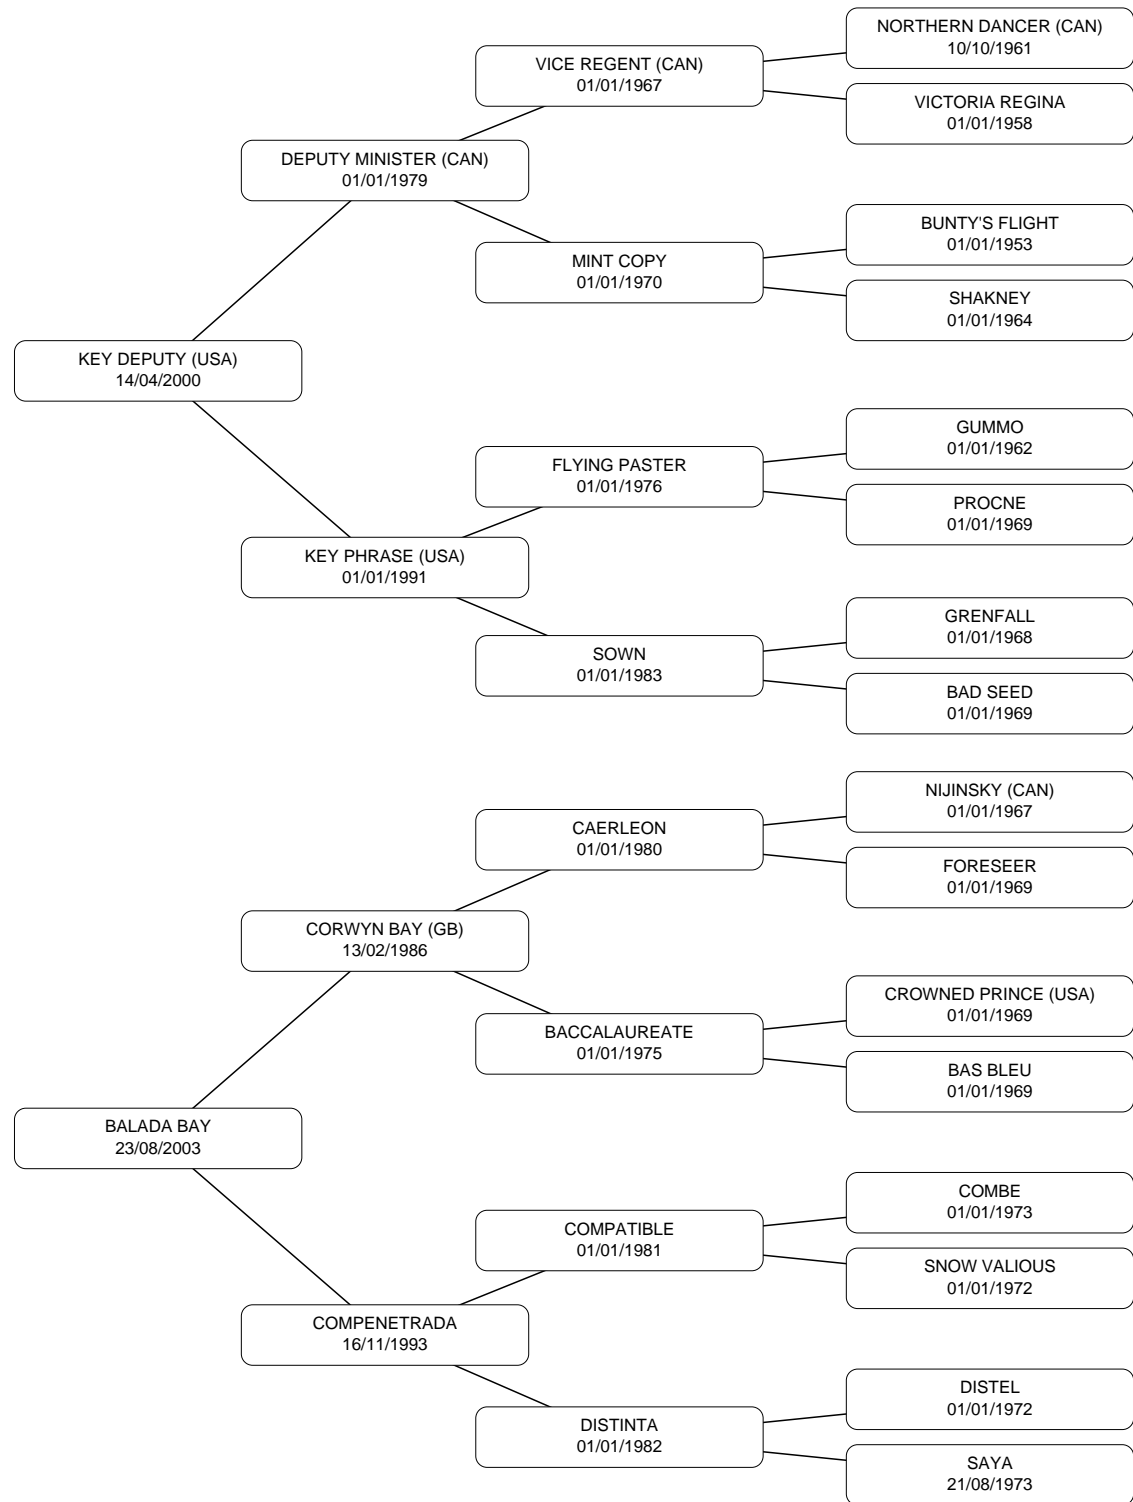 NORTHERN DANCER (CAN)
10/10/1961
VICE REGENT (CAN)
01/01/1967
VICTORIA REGINA
01/01/1958
DEPUTY MINISTER (CAN)
01/01/1979
BUNTY'S FLIGHT
01/01/1953
MINT COPY
01/01/1970
SHAKNEY
01/01/1964
KEY DEPUTY (USA)
14/04/2000
GUMMO
01/01/1962
FLYING PASTER
01/01/1976
PROCNE
01/01/1969
KEY PHRASE (USA)
01/01/1991
GRENFALL
01/01/1968
SOWN
01/01/1983
BAD SEED
01/01/1969
NIJINSKY (CAN)
01/01/1967
CAERLEON
01/01/1980
FORESEER
01/01/1969
CORWYN BAY (GB)
13/02/1986
CROWNED PRINCE (USA)
01/01/1969
BACCALAUREATE
01/01/1975
BAS BLEU
01/01/1969
BALADA BAY
23/08/2003
COMBE
01/01/1973
COMPATIBLE
01/01/1981
SNOW VALIOUS
01/01/1972
COMPENETRADA
16/11/1993
DISTEL
01/01/1972
DISTINTA
01/01/1982
SAYA
21/08/1973